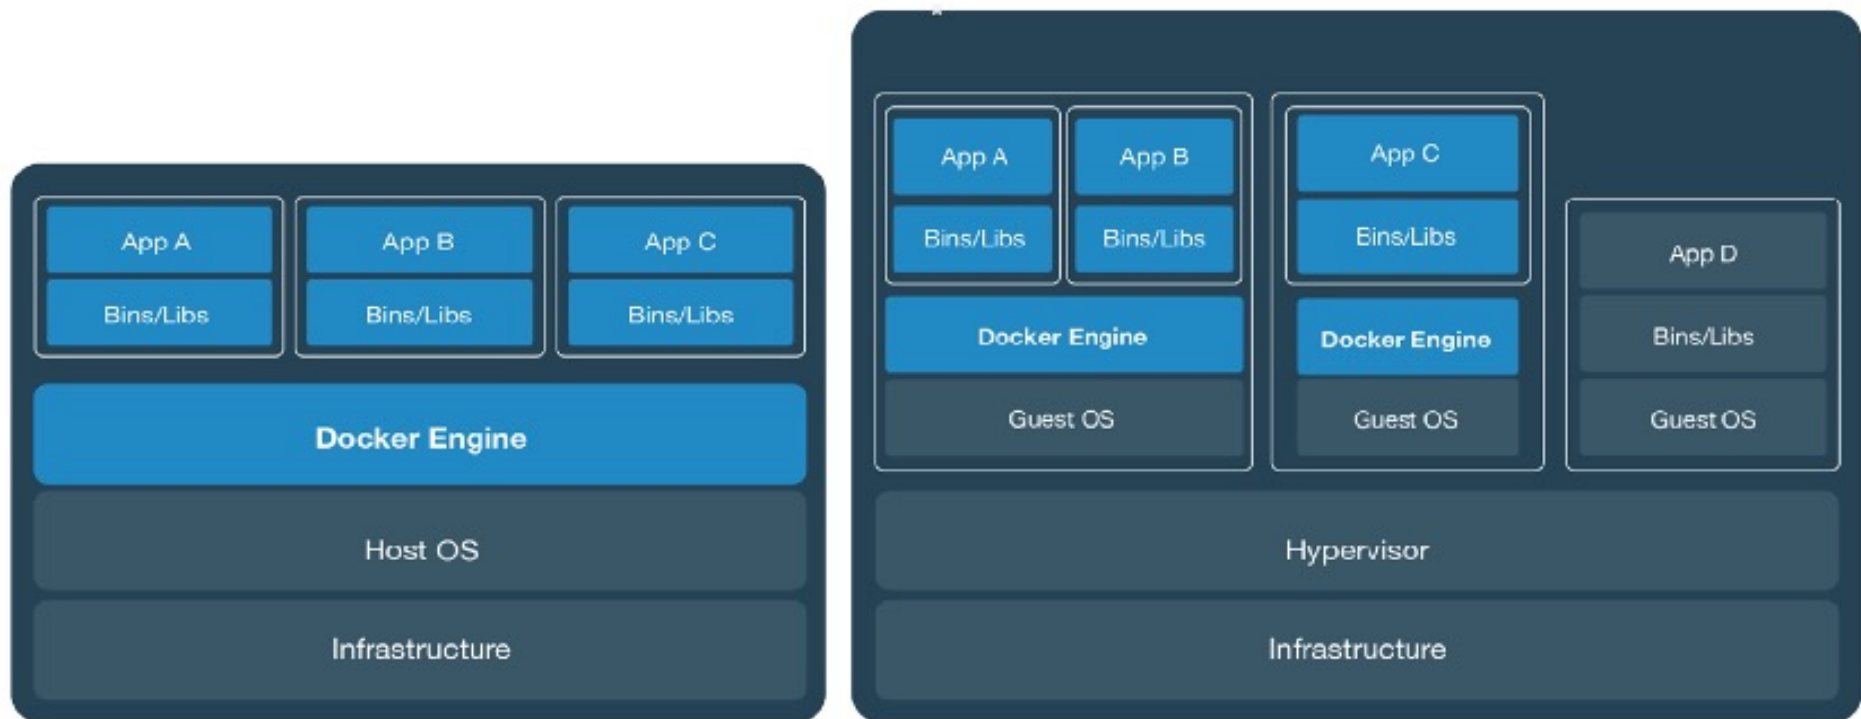 App A
App B
App C
Bins/Libs
Bins/Libs
Bins/Libs
Docker Engine
Host OS
Infrastructure
App A
App B
Bins/Libs
Bins/Libs
Docker Engine
Guest OS
App C
Bins/Libs
Docker Engine
Guest OS
App D
Bins/Libs
Guest OS
Hypervisor
Infrastructure